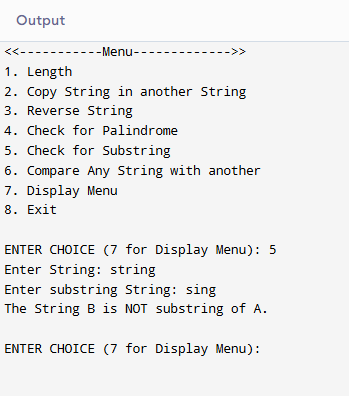 Output
<<-----------Menu------------->>
1. Length
2. Copy String in another String
3. Reverse String
4. Check for Palindrome
5. Check for Substring
6. Compare Any String with another
7. Display Menu
8. Exit
ENTER CHOICE (7 for Display Menu): 5
Enter String: string
Enter substring String: sing
The String B is NOT substring of A.
ENTER CHOICE (7 for Display Menu):